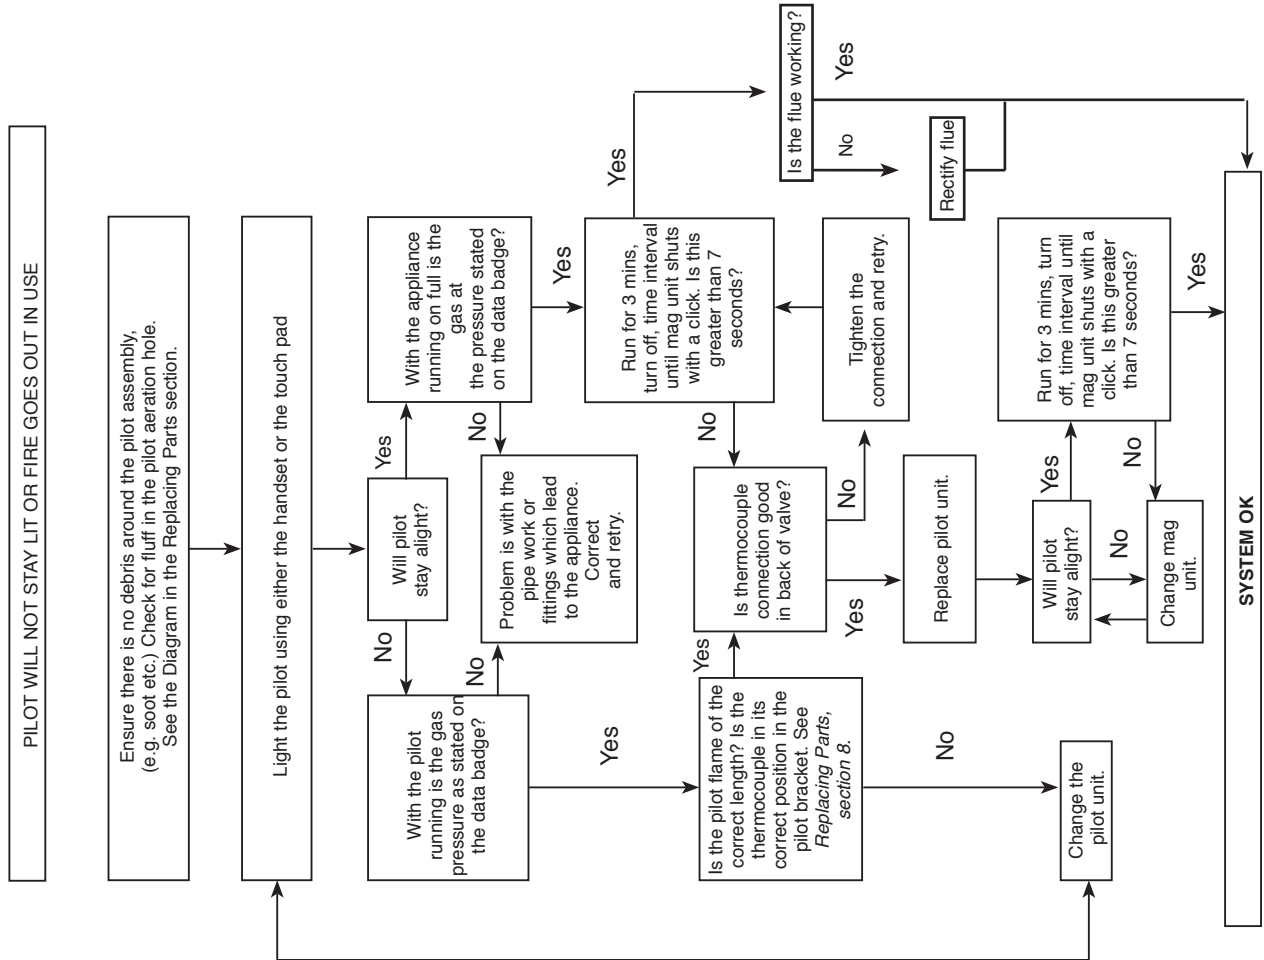 PILOT WILL NOT STAY LIT OR FIRE GOES OUT IN USE
Ensure there is no debris around the pilot assembly,
(e.g. soot etc.) Check for fluff in the pilot aeration hole.
See the Diagram in the Replacing Parts section.
Light the pilot using either the handset or the touch pad
Will pilot
stay alight?
No
Yes
With the pilot
running is the gas
pressure as stated on
the data badge?
No
Yes
With the appliance
running on full is the
gas at
the pressure stated
on the data badge?
No
Yes
Problem is with the
pipe work or
fittings which lead
to the appliance.
Correct
and retry.
Run for 3 mins,
turn off, time interval
until mag unit shuts
with a click. Is this
greater than 7
seconds?
No
Yes
Is the pilot flame of the
correct length? Is the
thermocouple in its
correct position in the
pilot bracket. See
Replacing Parts,
section 8.
Yes
No
Is thermocouple
connection good
in back of valve?
Yes
No
Tighten the
connection and retry.
Is the flue working?
No
Yes
Rectify flue
Replace pilot unit.
Will pilot
stay alight?
Yes
No
Change mag
unit.
Run for 3 mins, turn
off, time interval until
mag unit shuts with a
click. Is this greater
than 7 seconds?
No
Yes
Change the
pilot unit.
SYSTEM OK